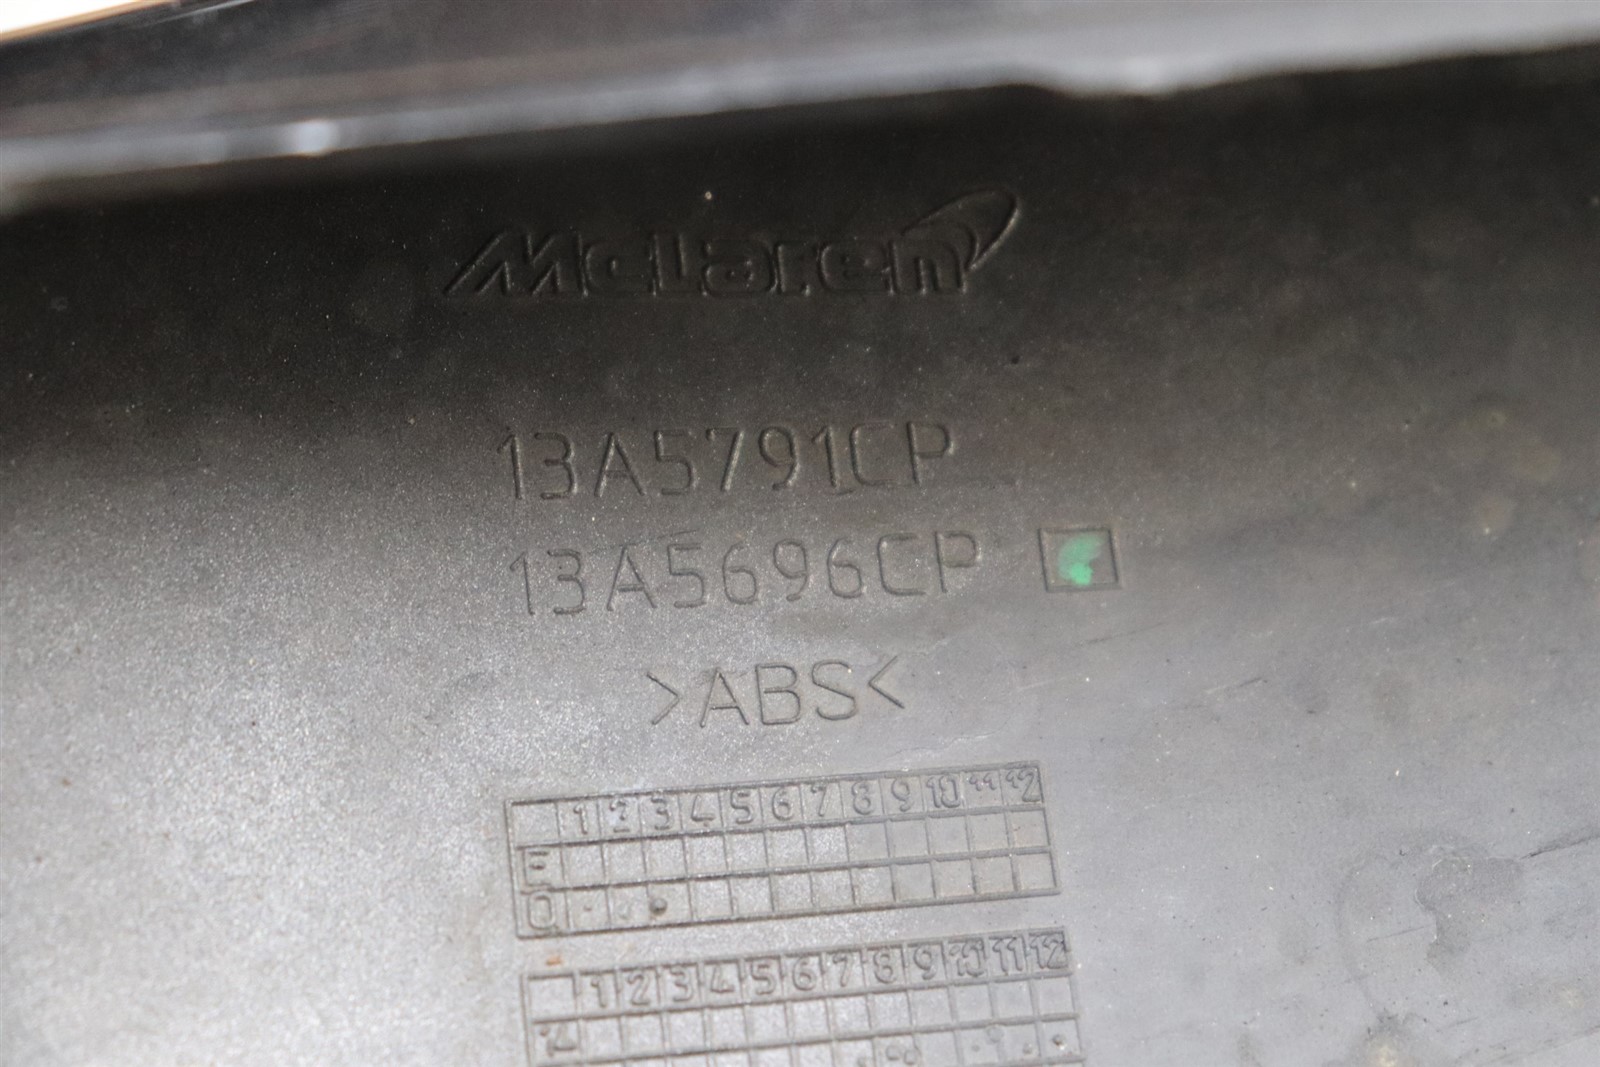 McLaren
13A5791CP
13A5696CP
>ABS<
1 2 3 4 5 6 7 8 9 10 11 12
E
Q
1 2 3 4 5 6 7 8 9 10 11 12